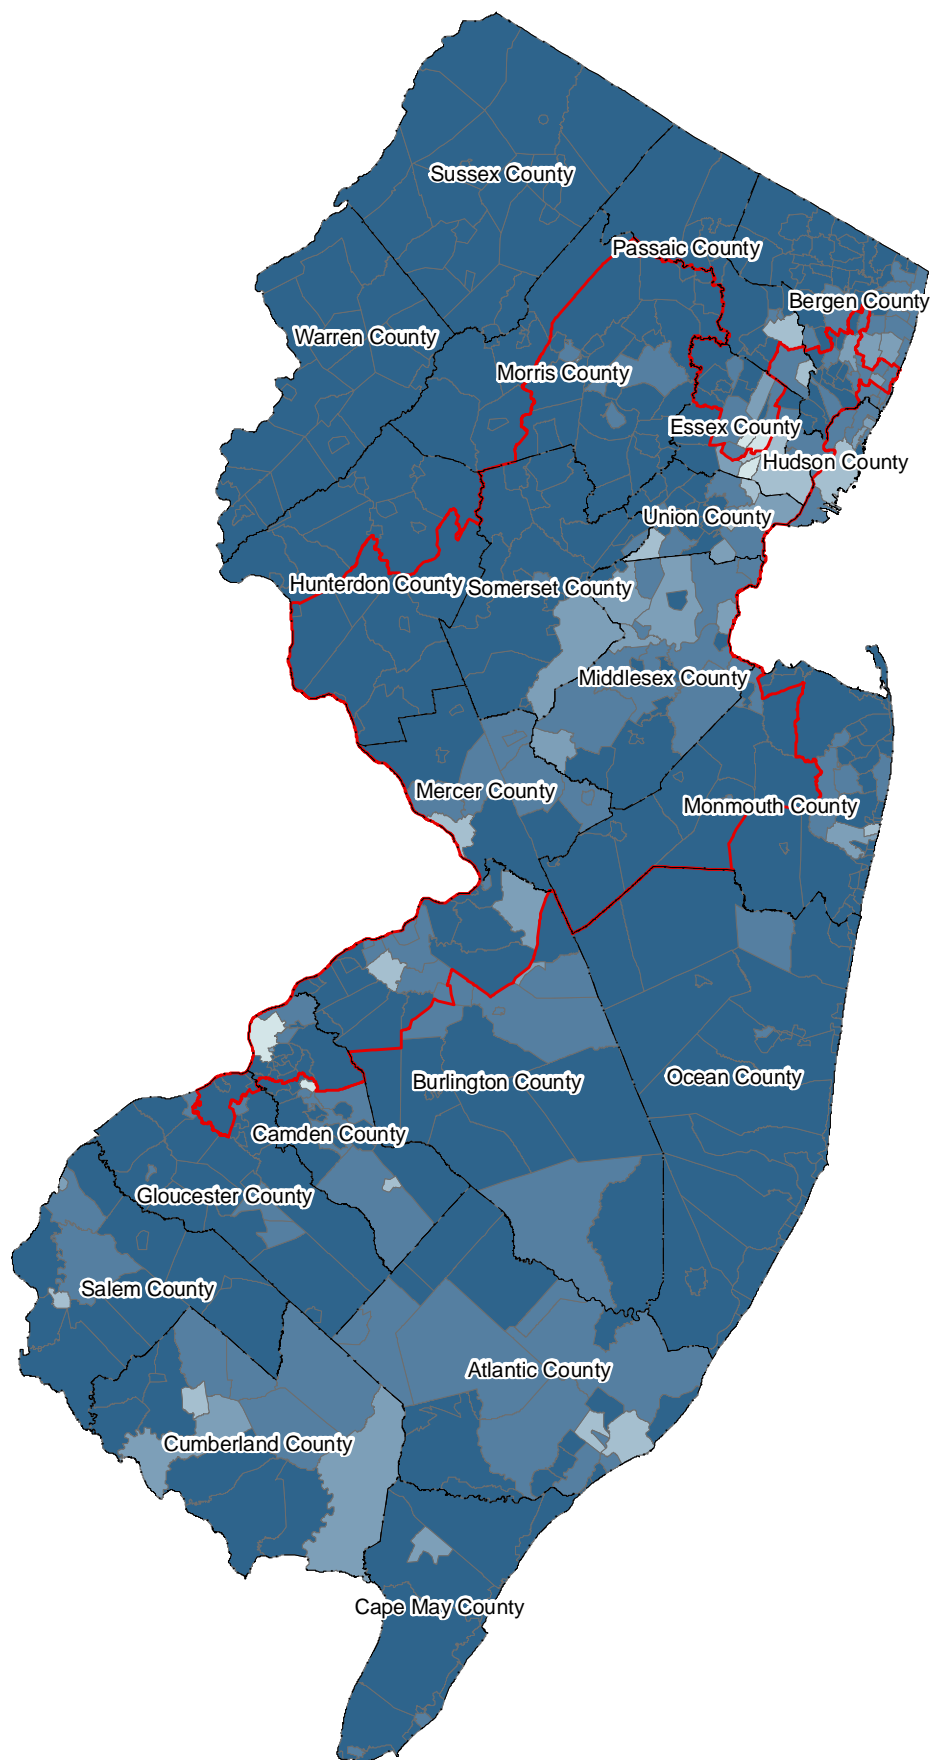 Sussex County
Passaic County
Bergen County
Warren County
Morris County
Essex County
Hudson County
Union County
Hunterdon County
Somerset County
Middlesex County
Mercer County
Monmouth County
Ocean County
Burlington County
Camden County
Gloucester County
Salem County
Atlantic County
Cumberland County
Cape May County